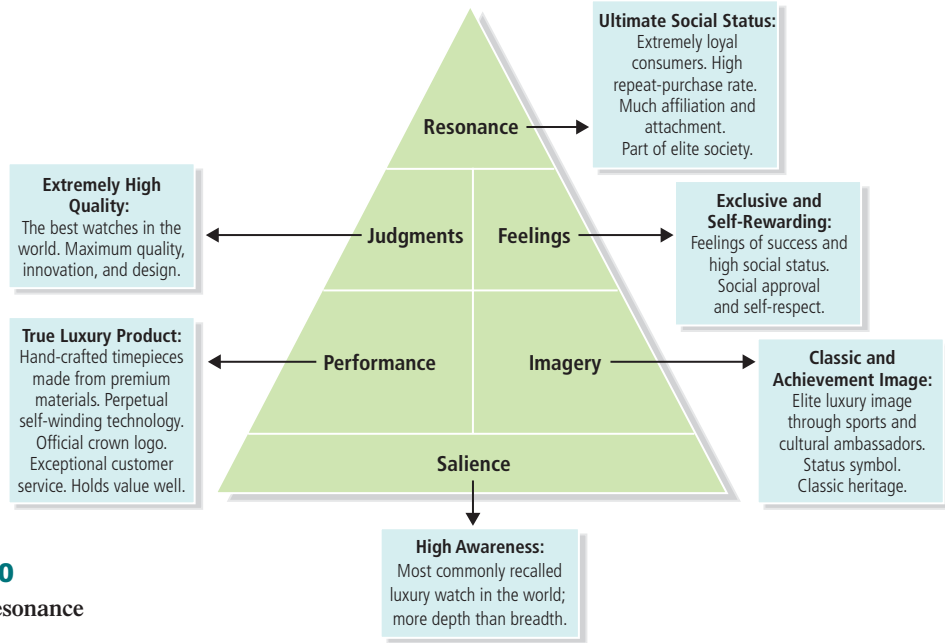 Ultimate Social Status:
Extremely loyal
consumers. High
repeat-purchase rate.
Much affiliation and
attachment.
Part of elite society.
Resonance
Extremely High
Quality:
The best watches in the
world. Maximum quality,
innovation, and design.
Judgments
Feelings
Exclusive and
Self-Rewarding:
Feelings of success and
high social status.
Social approval
and self-respect.
True Luxury Product:
Hand-crafted timepieces
made from premium
materials. Perpetual
self-winding technology.
Official crown logo.
Exceptional customer
service. Holds value well.
Performance
Imagery
Classic and
Achievement Image:
Elite luxury image
through sports and
cultural ambassadors.
Status symbol.
Classic heritage.
Salience
High Awareness:
Most commonly recalled
luxury watch in the world;
more depth than breadth.
0
esonance